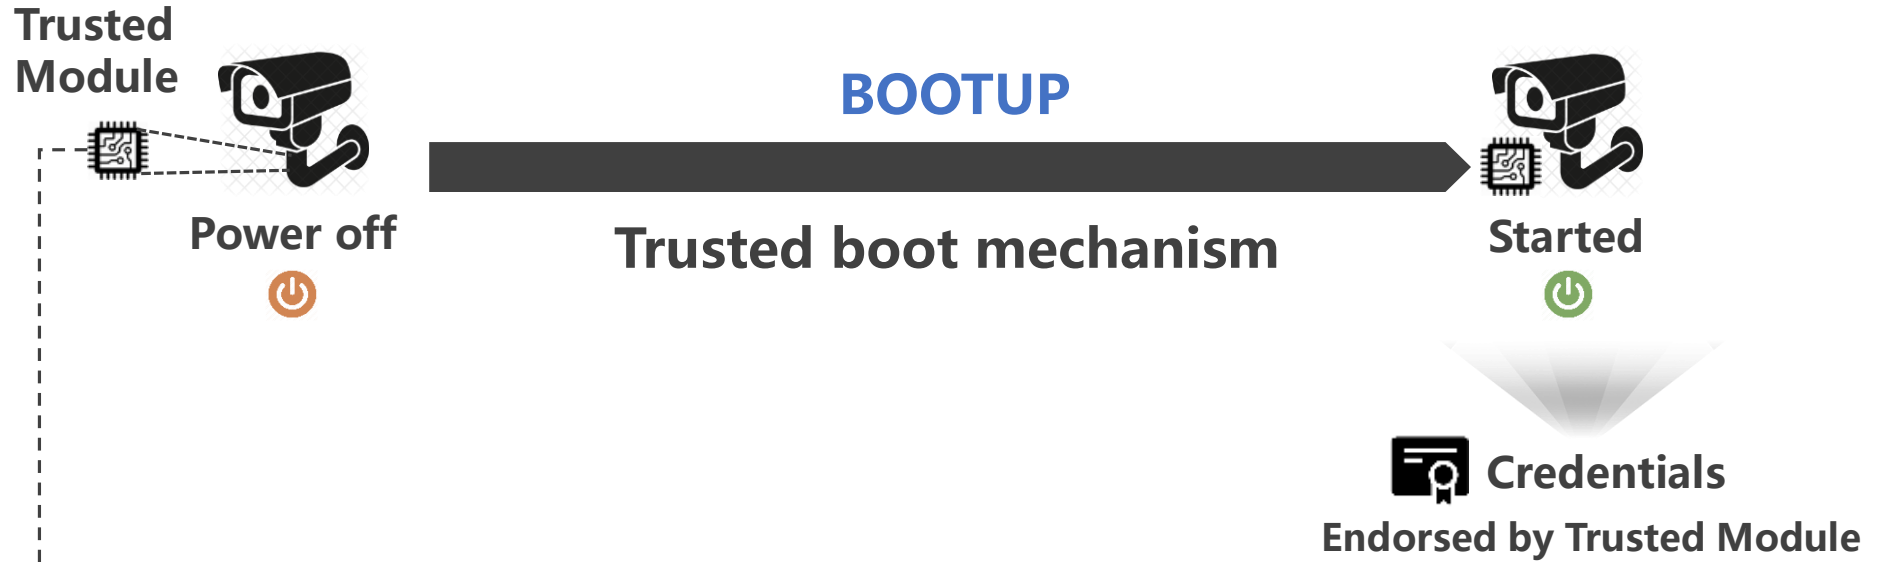 Trusted
Module
BOOTUP
Power off
Trusted boot mechanism
Started
Credentials
Endorsed by Trusted Module